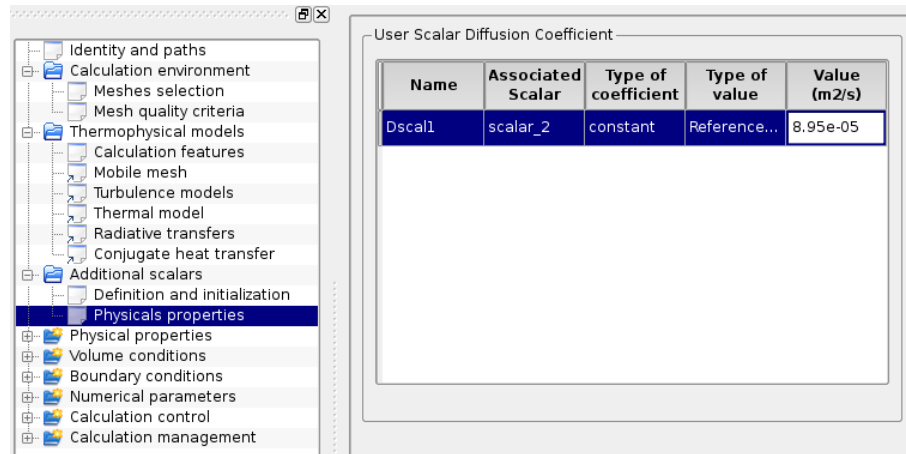 Identity and paths
Calculation environment
Meshes selection
Mesh quality criteria
Thermophysical models
Calculation features
Mobile mesh
Turbulence models
Thermal model
Radiative transfers
Conjugate heat transfer
Additional scalars
Definition and initialization
Physicals properties
Physical properties
Volume conditions
Boundary conditions
Numerical parameters
Calculation control
Calculation management
User Scalar Diffusion Coefficient
Name Associated Scalar Type of coefficient Type of value Value (m2/s)
Dscal1 scalar_2 constant Reference... 8.95e-05